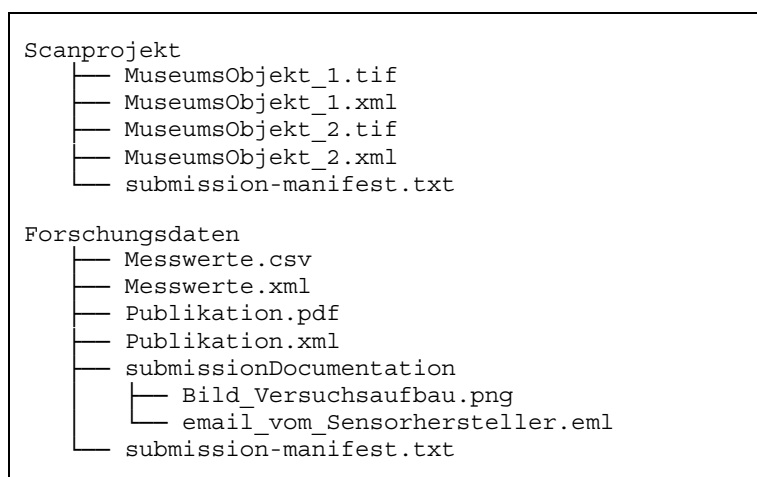 Scanprojekt
├── MuseumsObjekt_1.tif
├── MuseumsObjekt_1.xml
├── MuseumsObjekt_2.tif
├── MuseumsObjekt_2.xml
└── submission-manifest.txt
Forschungsdaten
├── Messwerte.csv
├── Messwerte.xml
├── Publikation.pdf
├── Publikation.xml
├── submissionDocumentation
│   ├── Bild_Versuchsaufbau.png
│   └── email_vom_Sensorhersteller.eml
└── submission-manifest.txt